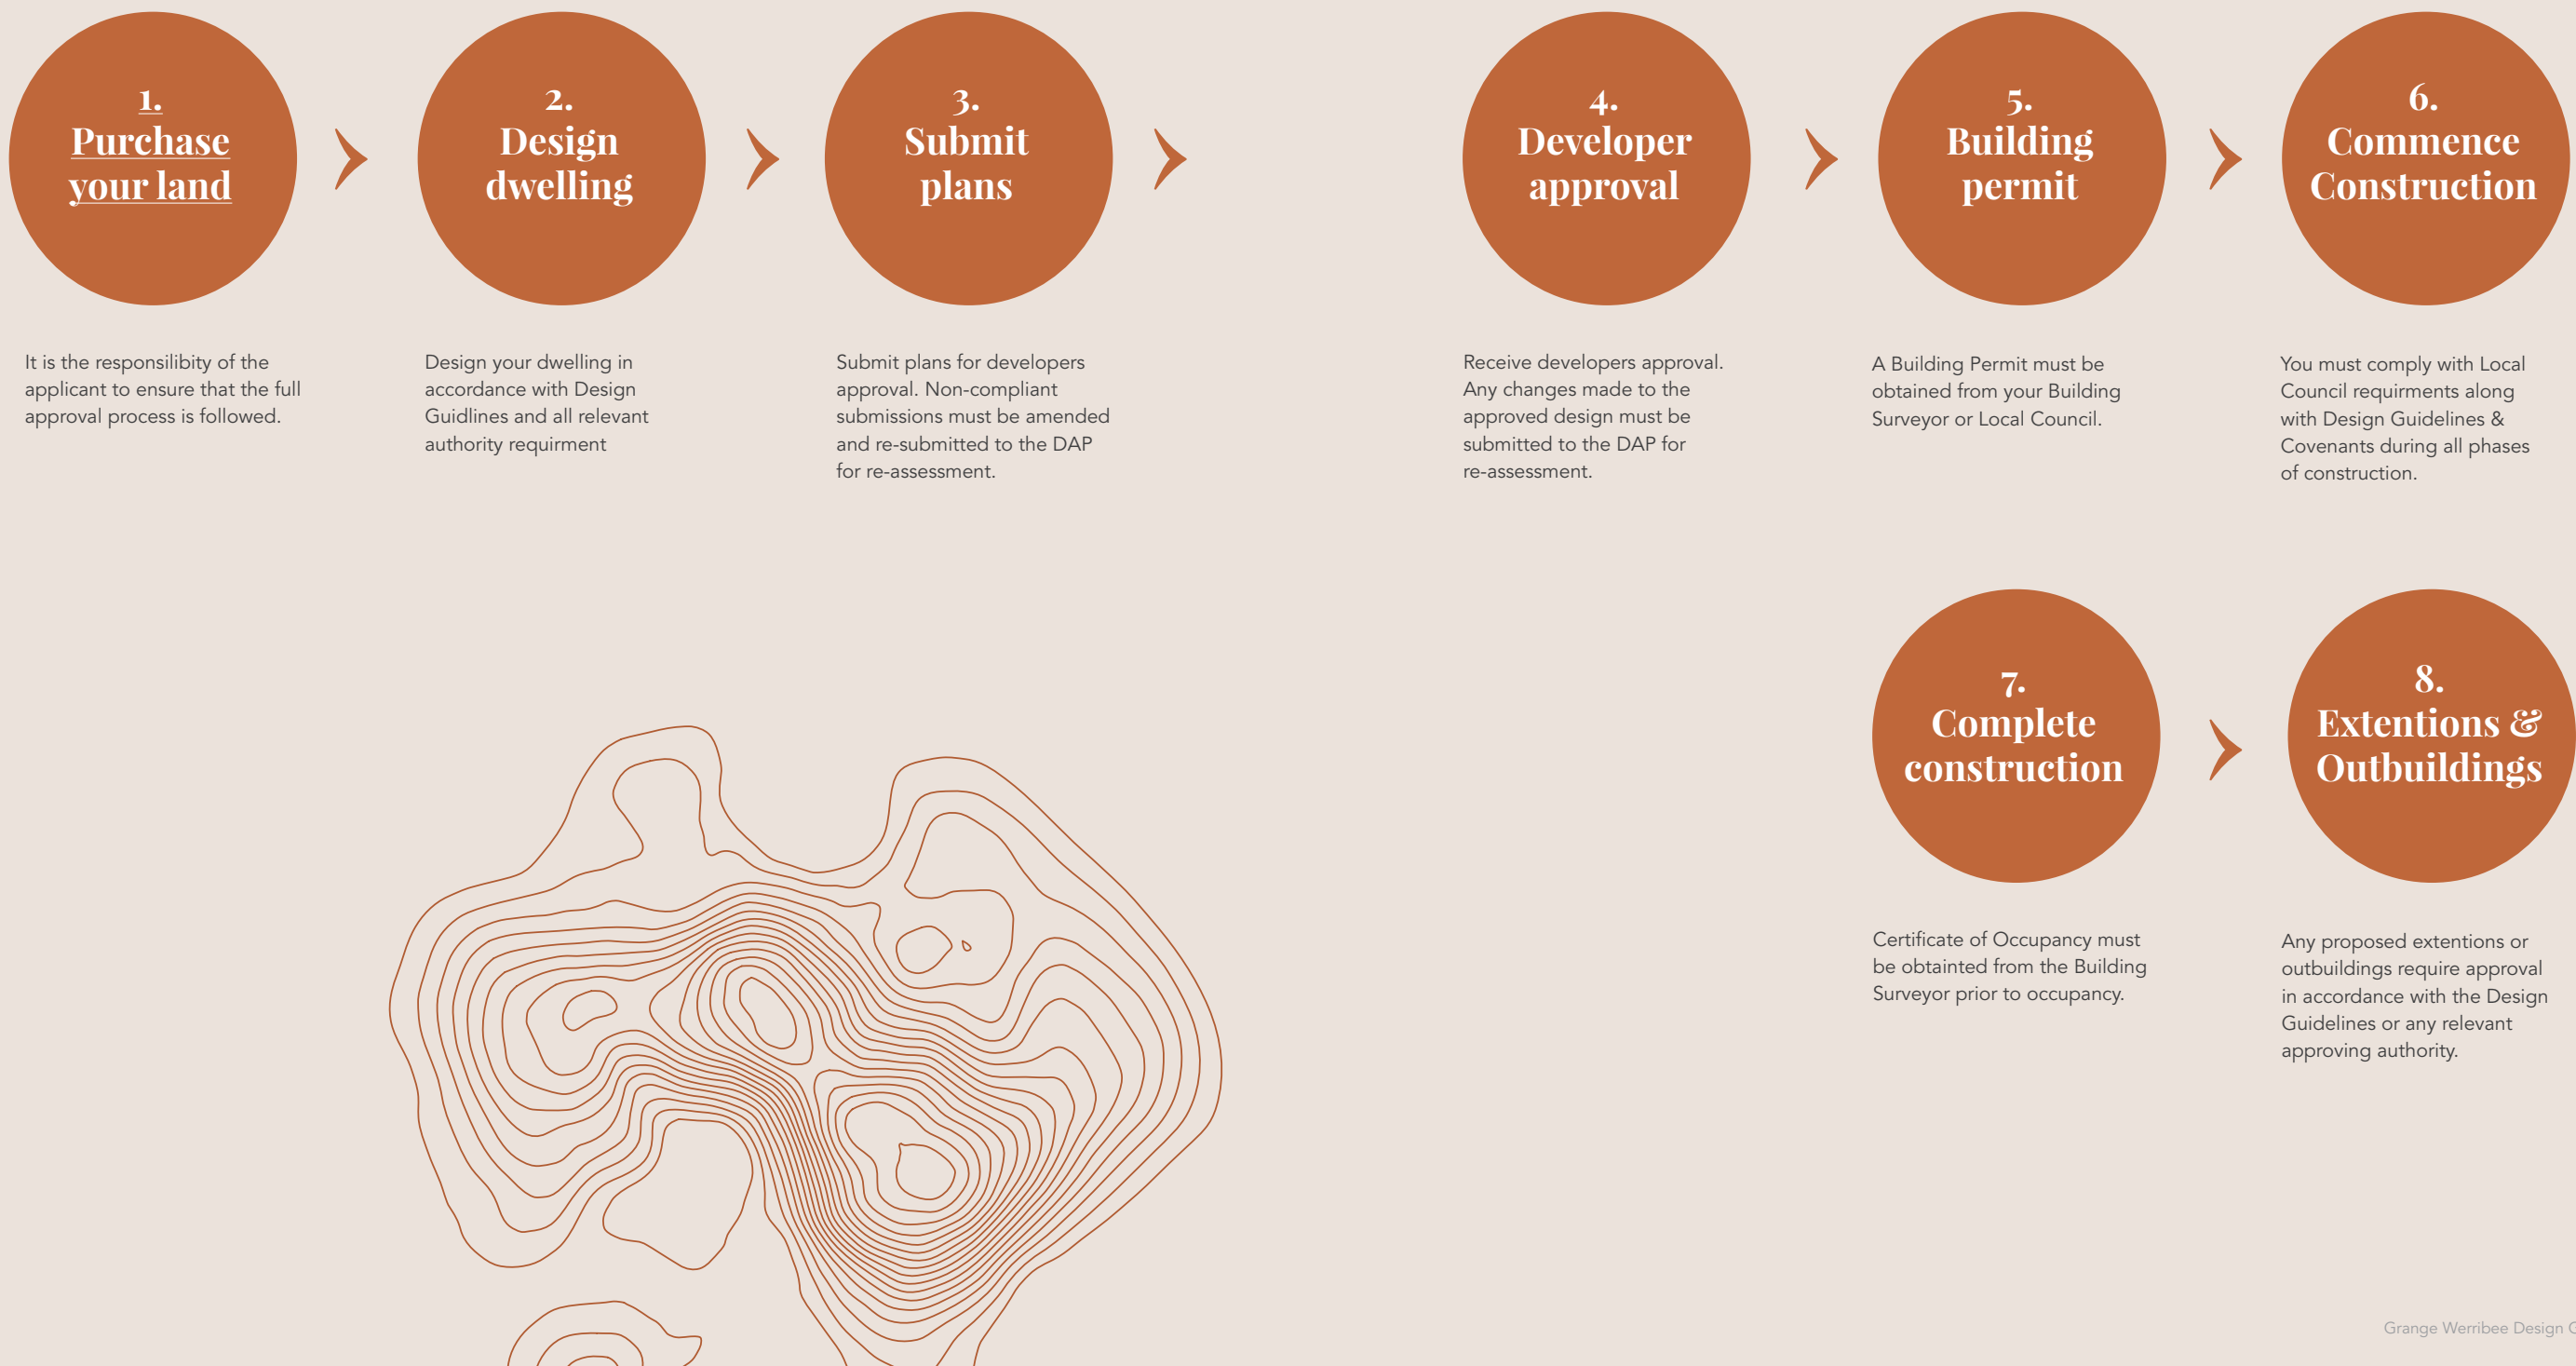 1.
Purchase
your land
It is the responsilibity of the
applicant to ensure that the full
approval process is followed.
2.
Design
dwelling
Design your dwelling in
accordance with Design
Guidlines and all relevant
authority requirment
3.
Submit
plans
Submit plans for developers
approval. Non-compliant
submissions must be amended
and re-submitted to the DAP
for re-assessment.
4.
Developer
approval
Receive developers approval.
Any changes made to the
approved design must be
submitted to the DAP for
re-assessment.
5.
Building
permit
A Building Permit must be
obtained from your Building
Surveyor or Local Council.
6.
Commence
Construction
You must comply with Local
Council requirments along
with Design Guidelines &
Covenants during all phases
of construction.
7.
Complete
construction
Certificate of Occupancy must
be obtainted from the Building
Surveyor prior to occupancy.
8.
Extentions &
Outbuildings
Any proposed extentions or
outbuildings require approval
in accordance with the Design
Guidelines or any relevant
approving authority.
Grange Werribee Design